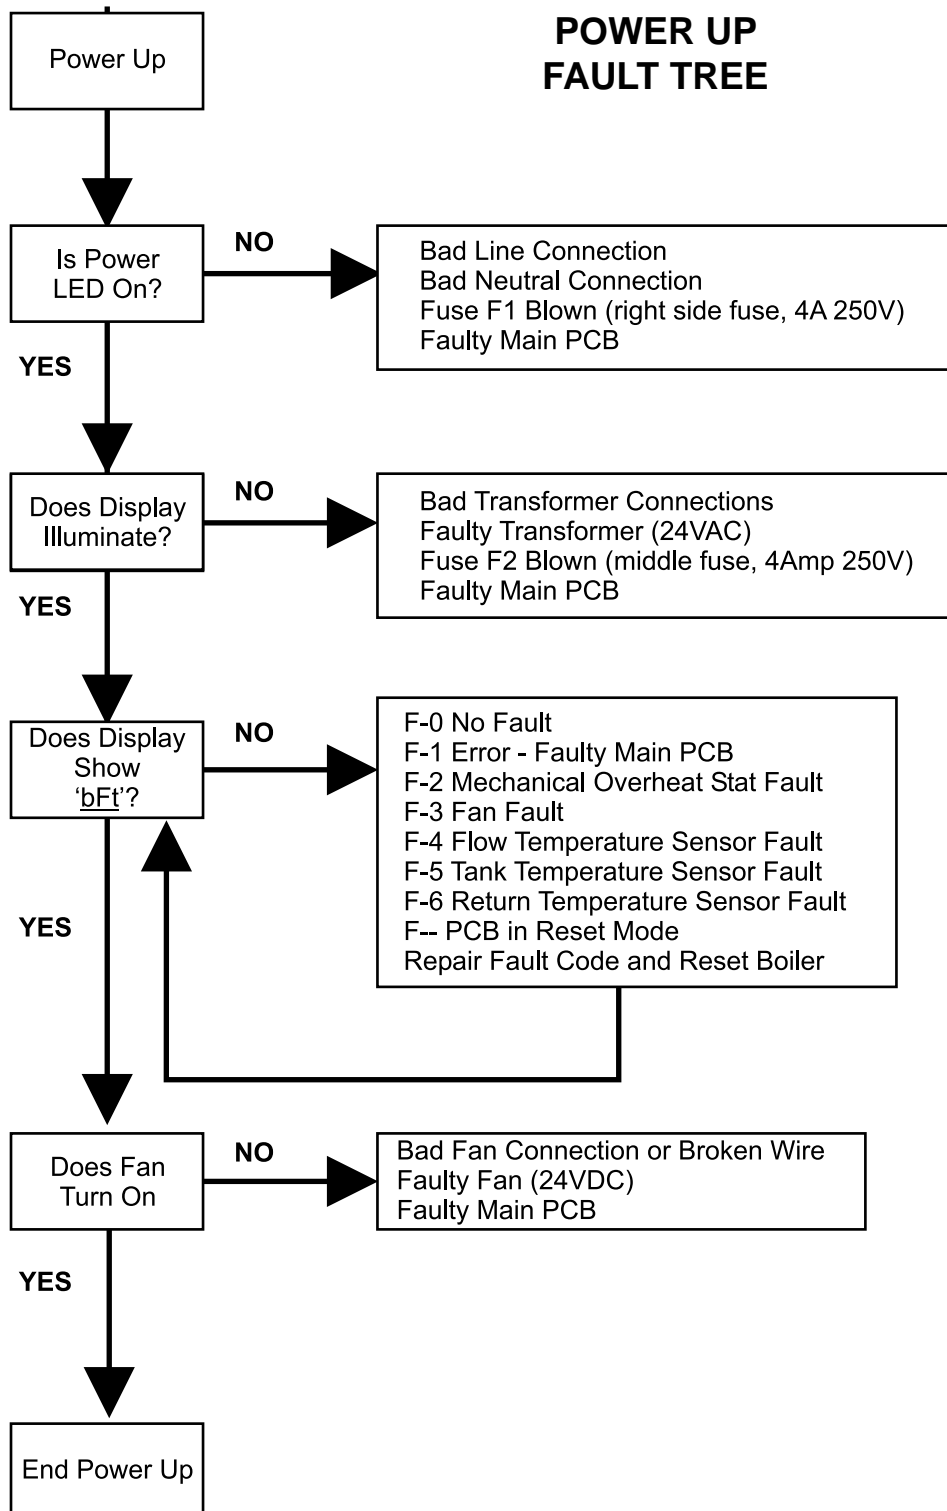 POWER UP
FAULT TREE
Power Up
Is Power
LED On?
NO
Bad Line Connection
Bad Neutral Connection
Fuse F1 Blown (right side fuse, 4A 250V)
Faulty Main PCB
YES
Does Display
Illuminate?
NO
Bad Transformer Connections
Faulty Transformer (24VAC)
Fuse F2 Blown (middle fuse, 4Amp 250V)
Faulty Main PCB
YES
Does Display
Show
‘bFt’?
NO
F-0 No Fault
F-1 Error - Faulty Main PCB
F-2 Mechanical Overheat Stat Fault
F-3 Fan Fault
F-4 Flow Temperature Sensor Fault
F-5 Tank Temperature Sensor Fault
F-6 Return Temperature Sensor Fault
F-- PCB in Reset Mode
Repair Fault Code and Reset Boiler
YES
Does Fan
Turn On
NO
Bad Fan Connection or Broken Wire
Faulty Fan (24VDC)
Faulty Main PCB
YES
End Power Up